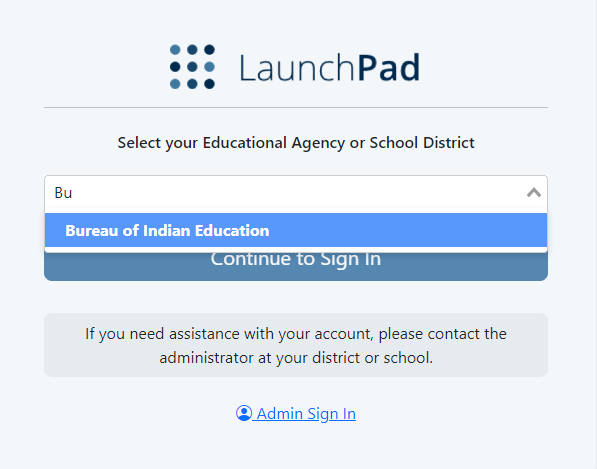 LaunchPad
Select your Educational Agency or School District
Bu
Bureau of Indian Education
Continue to Sign In
If you need assistance with your account, please contact the
administrator at your district or school.
Admin Sign In